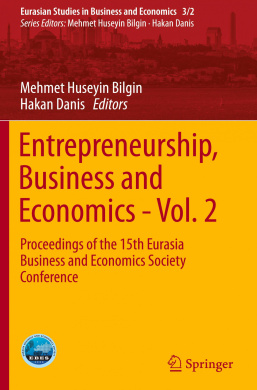 Eurasian Studies in Business and Economics 3/2
Series Editors: Mehmet Huseyin Bilgin · Hakan Danis
Mehmet Huseyin Bilgin
Hakan Danis Editors
Entrepreneurship,
Business and
Economics - Vol. 2
Proceedings of the 15th Eurasia
Business and Economics Society
Conference
EBES
Springer